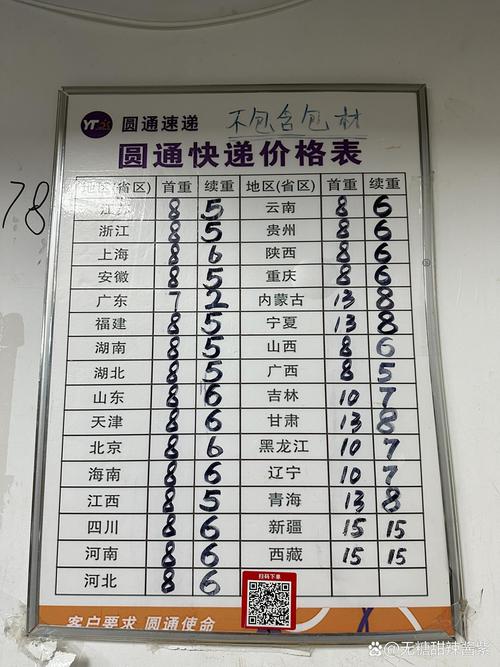 78
YTO 圆通速递 不包含包材
圆通快递价格表
地区(省区) 首重 续重 地区(省区) 首重 续重
江苏 8 5 云南 8 6
浙江 8 5 贵州 8 6
上海 8 6 陕西 8 6
安徽 8 5 重庆 8 6
广东 7 2 内蒙古 13 8
福建 8 5 宁夏 13 8
湖南 8 5 山西 8 6
湖北 8 5 广西 8 5
山东 8 6 吉林 10 7
天津 8 6 甘肃 13 8
北京 8 6 黑龙江 10 7
海南 8 6 辽宁 10 7
江西 8 5 青海 13 8
四川 8 6 新疆 15 15
河南 8 6 西藏 15 15
河北 8 6
扫码下单
客户要求 圆通使命
@无糖甜辣酱紫